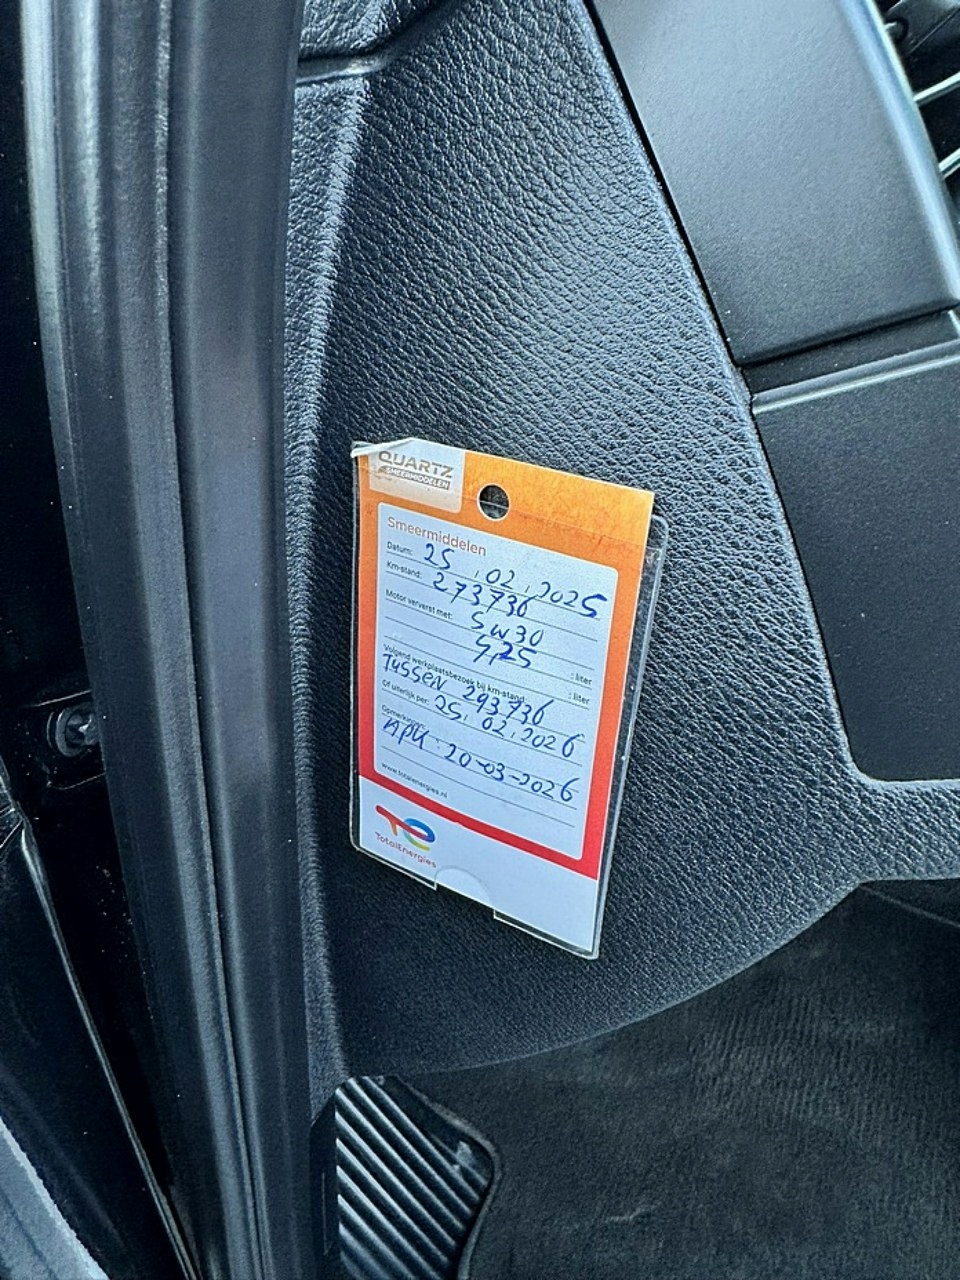 QUARTZ
SMEERMIDDELEN
Smeermiddelen
Datum: 25 . 02 . 2025
Km-stand: 273736
Motor ververst met: 5w30
5,25 : liter
: liter
Volgend werkplaatsbezoek bij km-stand:
TUSSEN 293736
Of uiterlijk per: 25. 02. 2026
Opmerkingen:
APK : 20-03-2026
www.totalenergies.nl
TotalEnergies